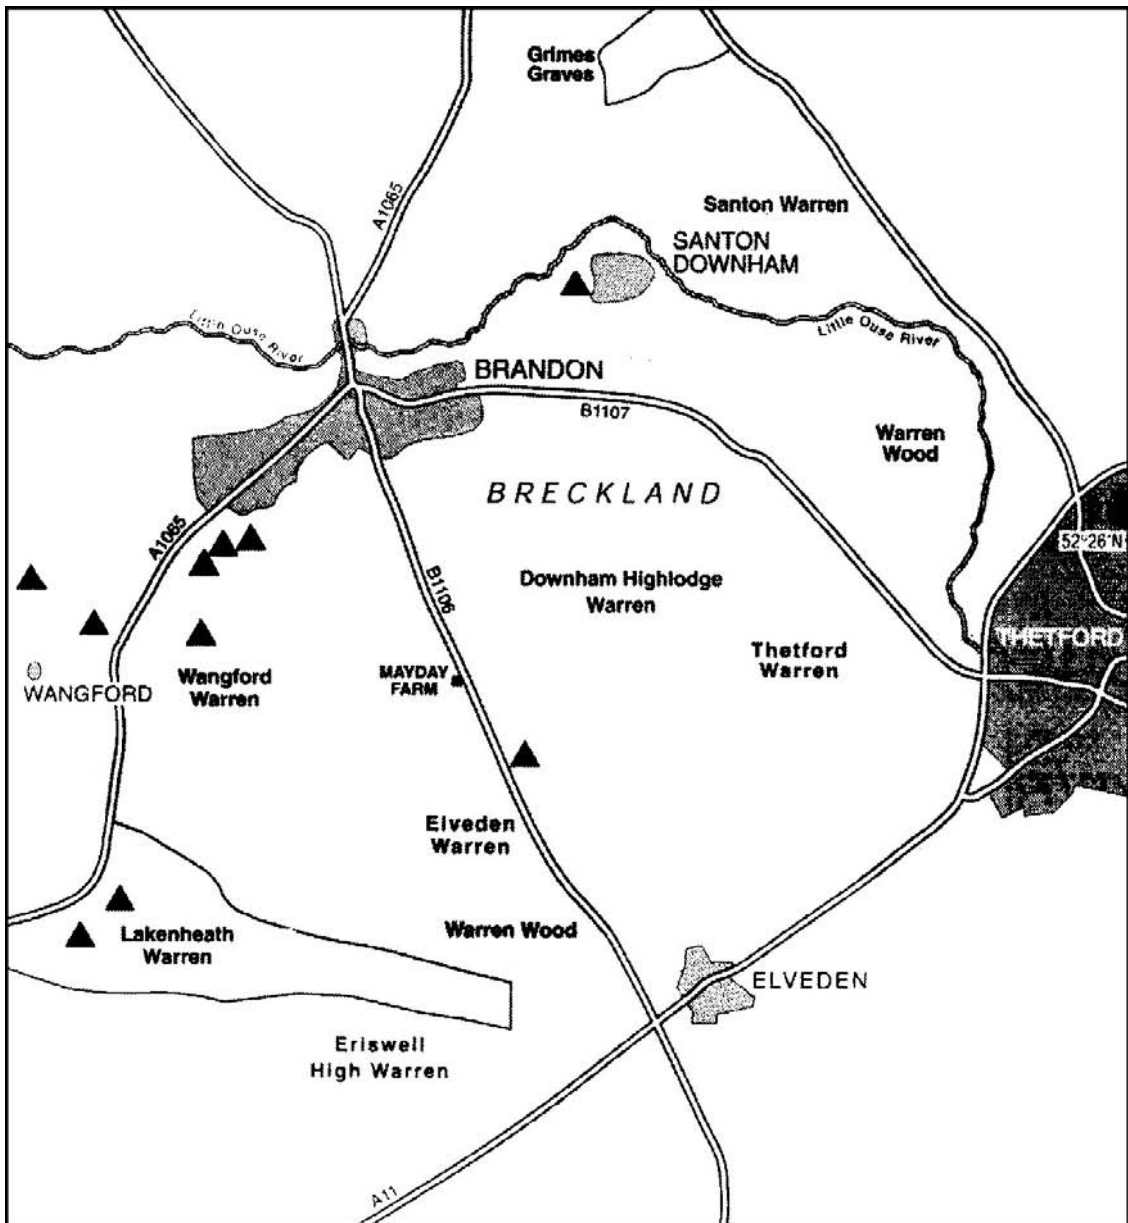 Grimes
Graves
A1065
Santon Warren
SANTON
DOWNHAM
Little Ouse River
Little Ouse River
BRANDON
B1107
Warren
Wood
BRECKLAND
A1065
52°26'N
B1106
Downham Highlodge
Warren
THETFORD
Thetford
Warren
MAYDAY
FARM
Wangford
Warren
WANGFORD
Elveden
Warren
Lakenheath
Warren
Warren Wood
ELVEDEN
Eriswell
High Warren
A11